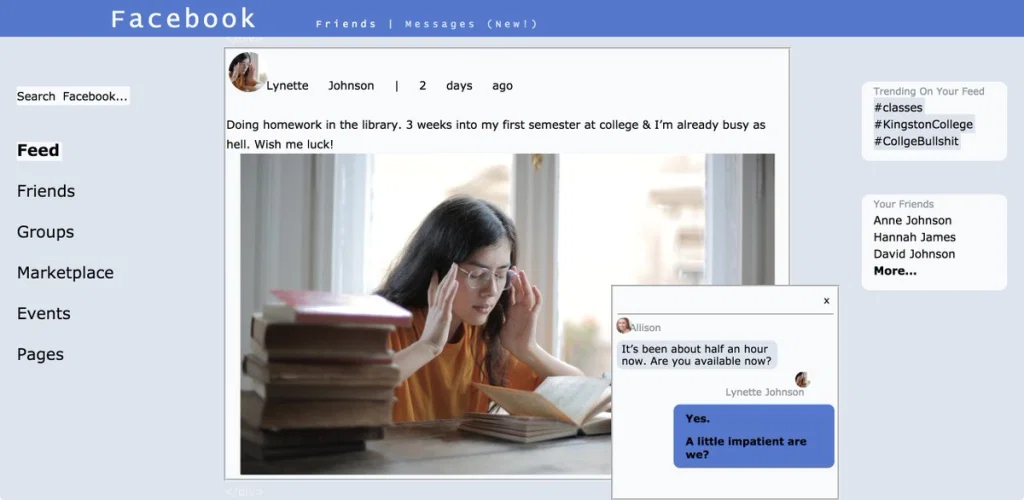 Facebook
Friends | Messages (New!)
Search Facebook...
Feed
Friends
Groups
Marketplace
Events
Pages
Lynette Johnson | 2 days ago
Doing homework in the library. 3 weeks into my first semester at college & I’m already busy as
hell. Wish me luck!
Trending On Your Feed
#classes
#KingstonCollege
#CollgeBullshit
Your Friends
Anne Johnson
Hannah James
David Johnson
More...
x
Allison
It’s been about half an hour
now. Are you available now?
Lynette Johnson
Yes.
A little impatient are
we?
</div>